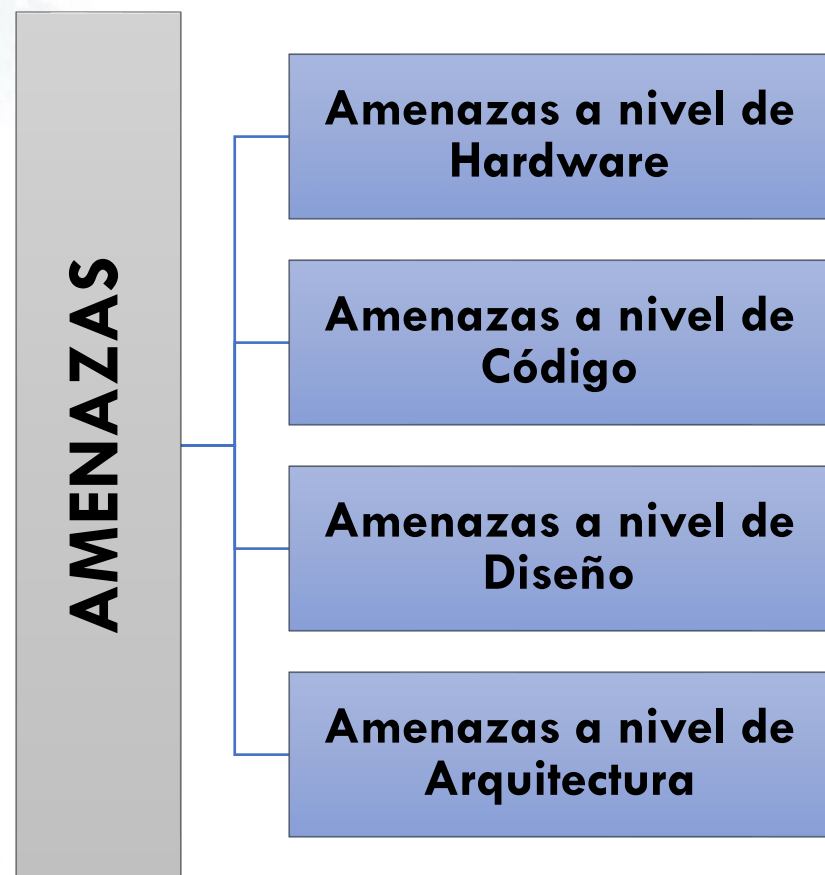 AMENAZAS
Amenazas a nivel de
Hardware
Amenazas a nivel de
Código
Amenazas a nivel de
Diseño
Amenazas a nivel de
Arquitectura